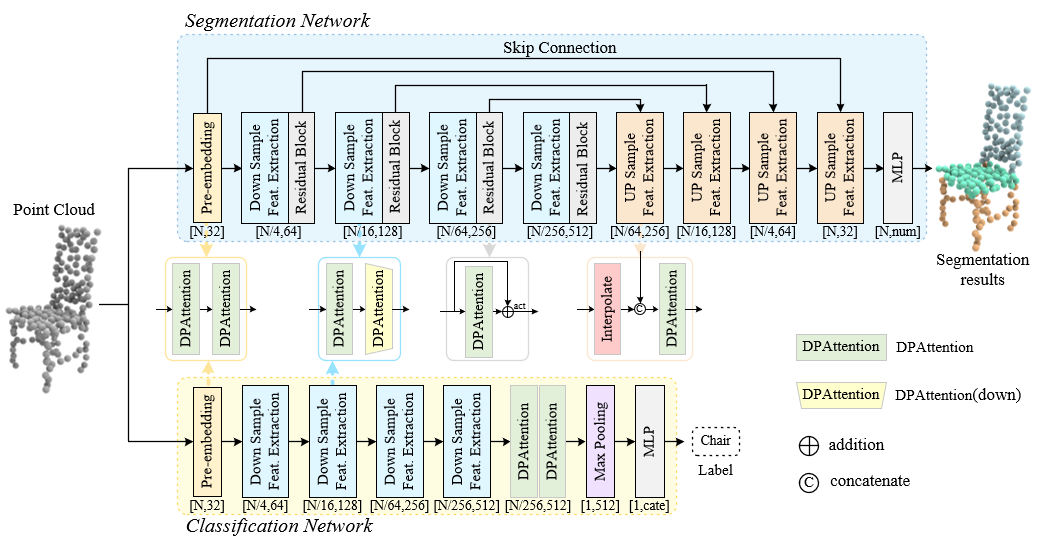 Segmentation Network
Skip Connection
Pre-embedding
Down Sample
Feat. Extraction
Residual Block
Down Sample
Feat. Extraction
Residual Block
Down Sample
Feat. Extraction
Residual Block
Down Sample
Feat. Extraction
Residual Block
UP Sample
Feat. Extraction
UP Sample
Feat. Extraction
UP Sample
Feat. Extraction
UP Sample
Feat. Extraction
MLP
[N,32]
[N/4,64]
[N/16,128]
[N/64,256]
[N/256,512]
[N/64,256]
[N/16,128]
[N/4,64]
[N,32]
[N,num]
Point Cloud
Segmentation
results
DPAttention
DPAttention
DPAttention
DPAttention
DPAttention
act
Interpolate
C
DPAttention
DPAttention
DPAttention
DPAttention
DPAttention(down)
addition
C
concatenate
Pre-embedding
Down Sample
Feat. Extraction
Down Sample
Feat. Extraction
Down Sample
Feat. Extraction
Down Sample
Feat. Extraction
DPAttention
DPAttention
Max Pooling
MLP
Chair
Label
[N,32]
[N/4,64]
[N/16,128]
[N/64,256]
[N/256,512]
[N/256,512]
[1,512]
[1,cate]
Classification Network